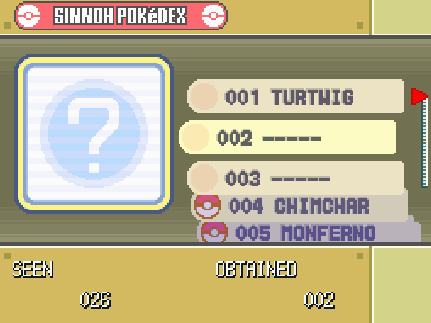 SINNOH POKéDEX
?
001 TURTWIG
002 -----
003 -----
004 CHIMCHAR
005 MONFERNO
SEEN OBTAINED
026 002